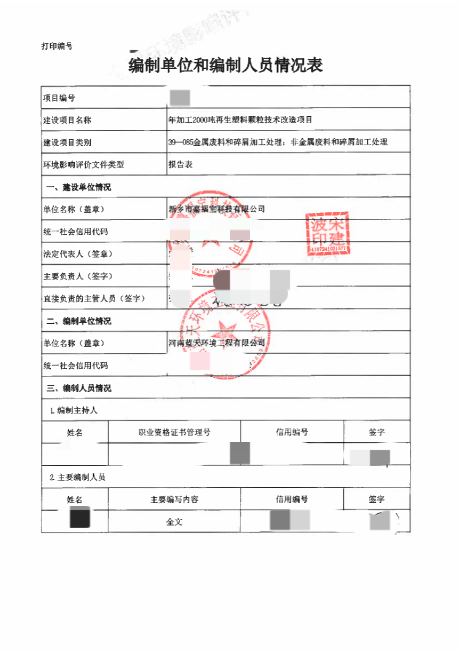 打印编号
编制单位和编制人员情况表
项目编号
建设项目名称 年加工2000吨再生塑料颗粒技术改造项目
建设项目类别 39—085金属废料和碎屑加工处理；非金属废料和碎屑加工处理
环境影响评价文件类型 报告表
一、建设单位情况
单位名称（盖章） 新乡市嘉福宝科技有限公司
统一社会信用代码
法定代表人（签章）
宋建波印
主要负责人（签字）
直接负责的主管人员（签字）
二、编制单位情况
单位名称（盖章） 河南蓝天环境工程有限公司
统一社会信用代码
三、编制人员情况
1.编制主持人
姓名 职业资格证书管理号 信用编号 签字
2.主要编制人员
姓名 主要编写内容 信用编号 签字
全文